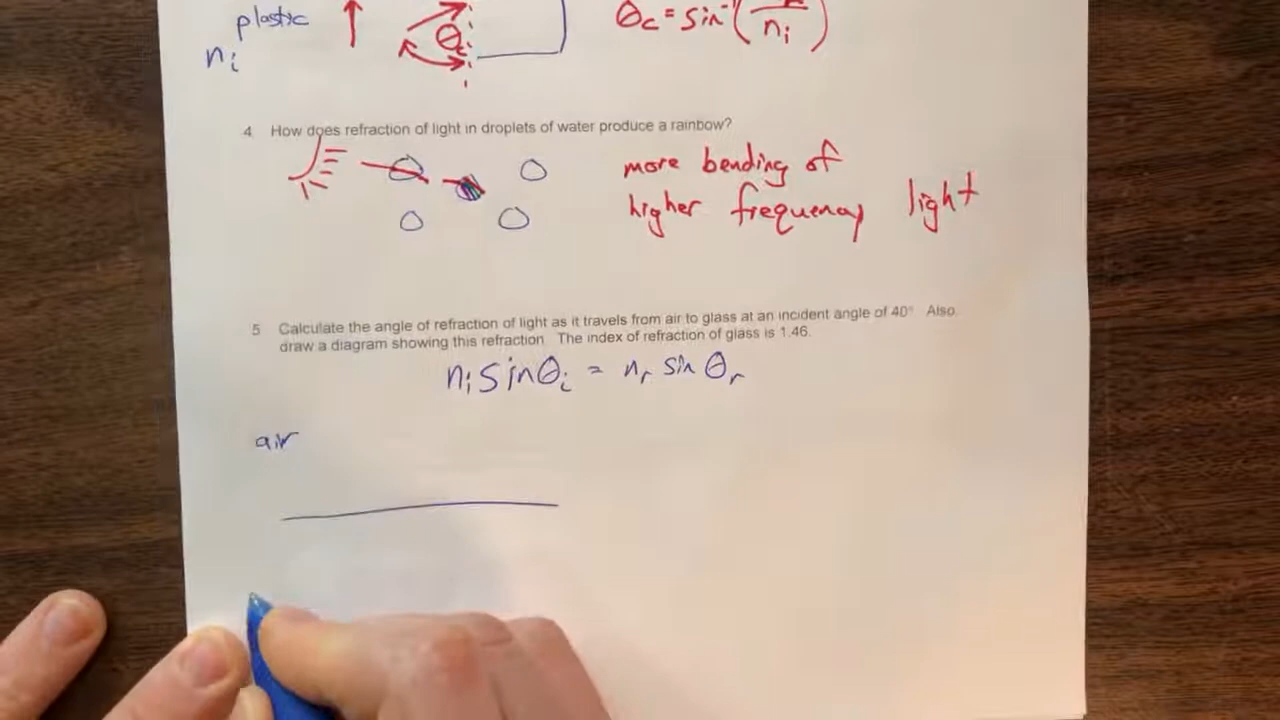 plastic
nᵢ
θ
θc = sin⁻¹( / nᵢ)
4 How does refraction of light in droplets of water produce a rainbow?
more bending of
higher frequency light
5 Calculate the angle of refraction of light as it travels from air to glass at an incident angle of 40° Also
draw a diagram showing this refraction. The index of refraction of glass is 1.46.
nᵢ sinθᵢ = nᵣ sin θᵣ
air